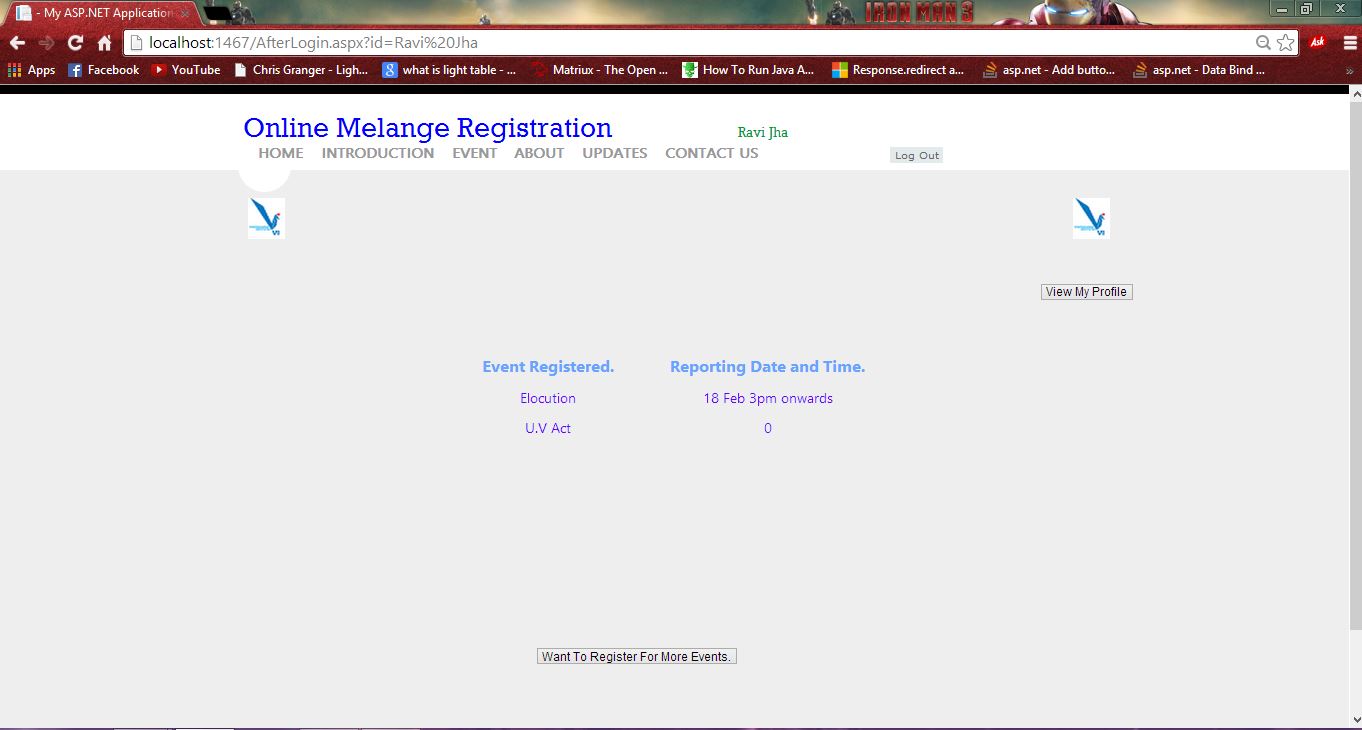 - My ASP.NET Application
IRON MAN 3
localhost:1467/AfterLogin.aspx?id=Ravi%20Jha
Ask
Apps Facebook YouTube Chris Granger - Ligh... what is light table - ... Matriux - The Open ... How To Run Java A... Response.redirect a... asp.net - Add butto... asp.net - Data Bind ... »
Online Melange Registration
Ravi Jha
HOME INTRODUCTION EVENT ABOUT UPDATES CONTACT US
Log Out
VI VI
View My Profile
Event Registered. Reporting Date and Time.
Elocution 18 Feb 3pm onwards
U.V Act 0
Want To Register For More Events.